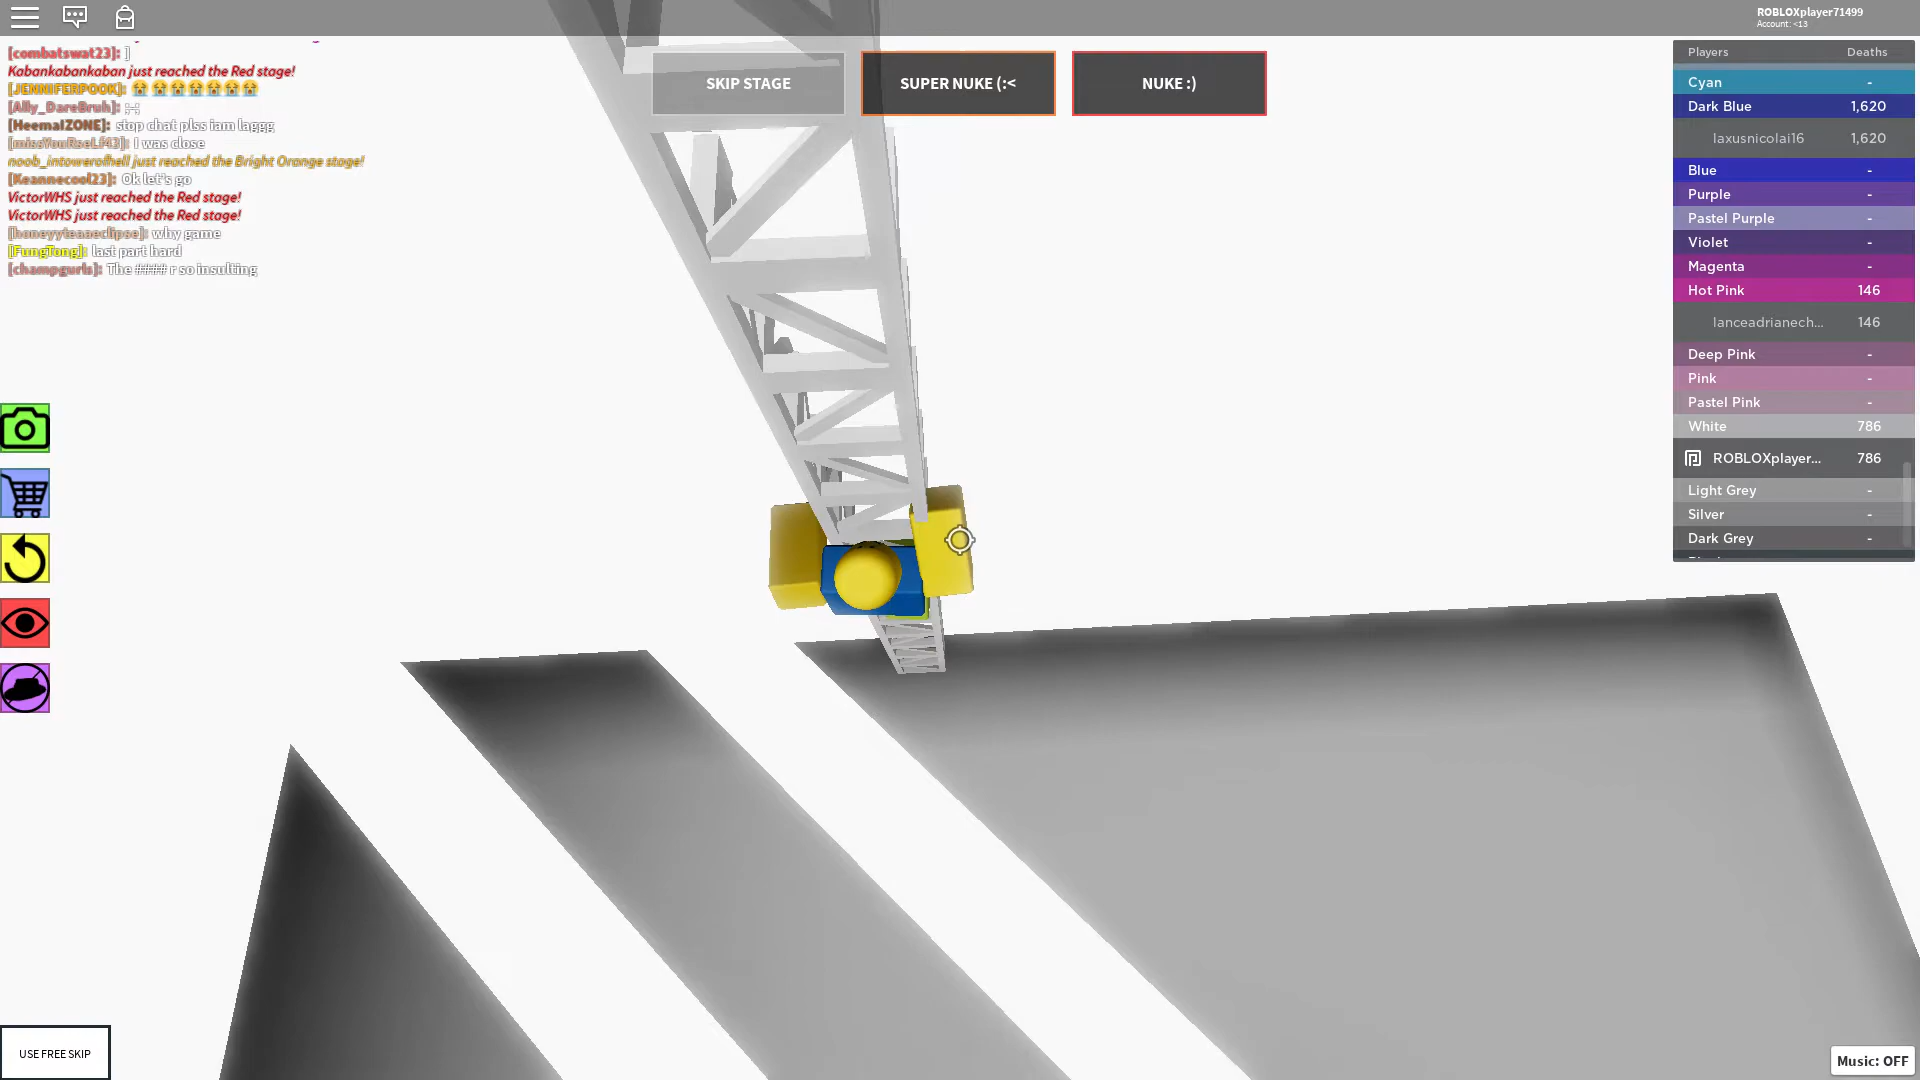 ROBLOXplayer71499
Account: <13
[combatswat23]: ]
Kabankabankaban just reached the Red stage!
[JENNIFERPOOK]: 😭😭😭😭😭😭😭
[Ally_DareBruh]: ;-;
[HeemalZONE]: stop chat plss iam laggg
[missYouRseLf43]: I was close
noob_intowerofhell just reached the Bright Orange stage!
[Keannecool23]: Ok let's go
VictorWHS just reached the Red stage!
VictorWHS just reached the Red stage!
[honeyyteaaeclipse]: why game
[FungTong]: last part hard
[champgurls]: The #### r so insulting
SKIP STAGE
SUPER NUKE (:<
NUKE :)
Players Deaths
Cyan -
Dark Blue 1,620
laxusnicolai16 1,620
Blue -
Purple -
Pastel Purple -
Violet -
Magenta -
Hot Pink 146
lanceadrianech... 146
Deep Pink -
Pink -
Pastel Pink -
White 786
ROBLOXplayer... 786
Light Grey -
Silver -
Dark Grey -
USE FREE SKIP
Music: OFF